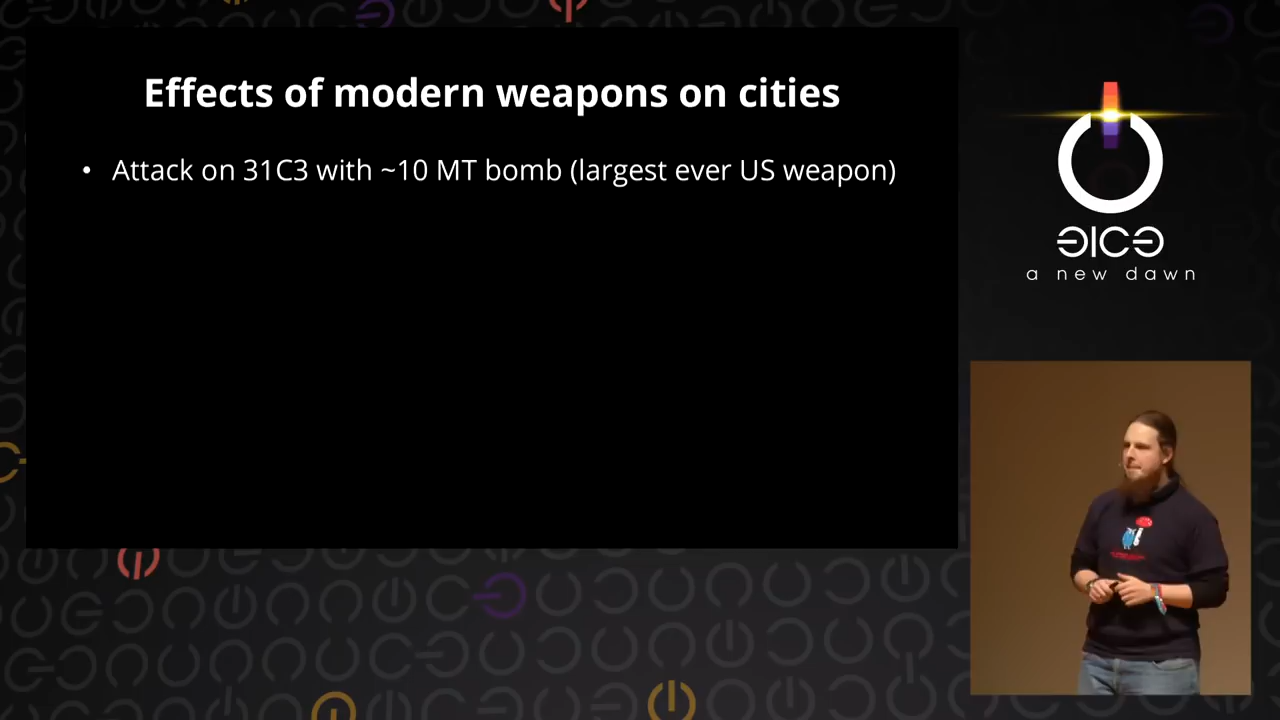 Effects of modern weapons on cities
• Attack on 31C3 with ~10 MT bomb (largest ever US weapon)
31C3
a new dawn